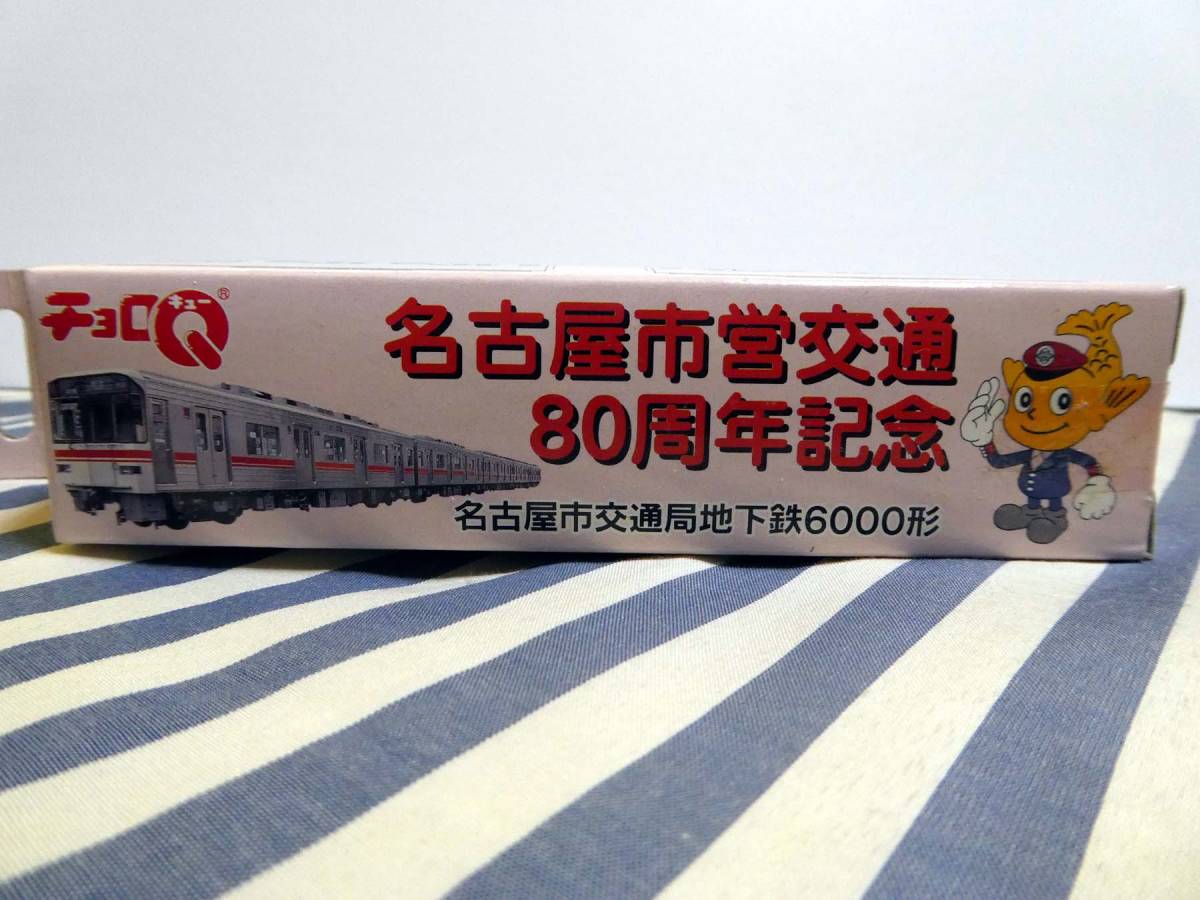 チョロQ キュー ®
名古屋市営交通
80周年記念
名古屋市交通局地下鉄6000形